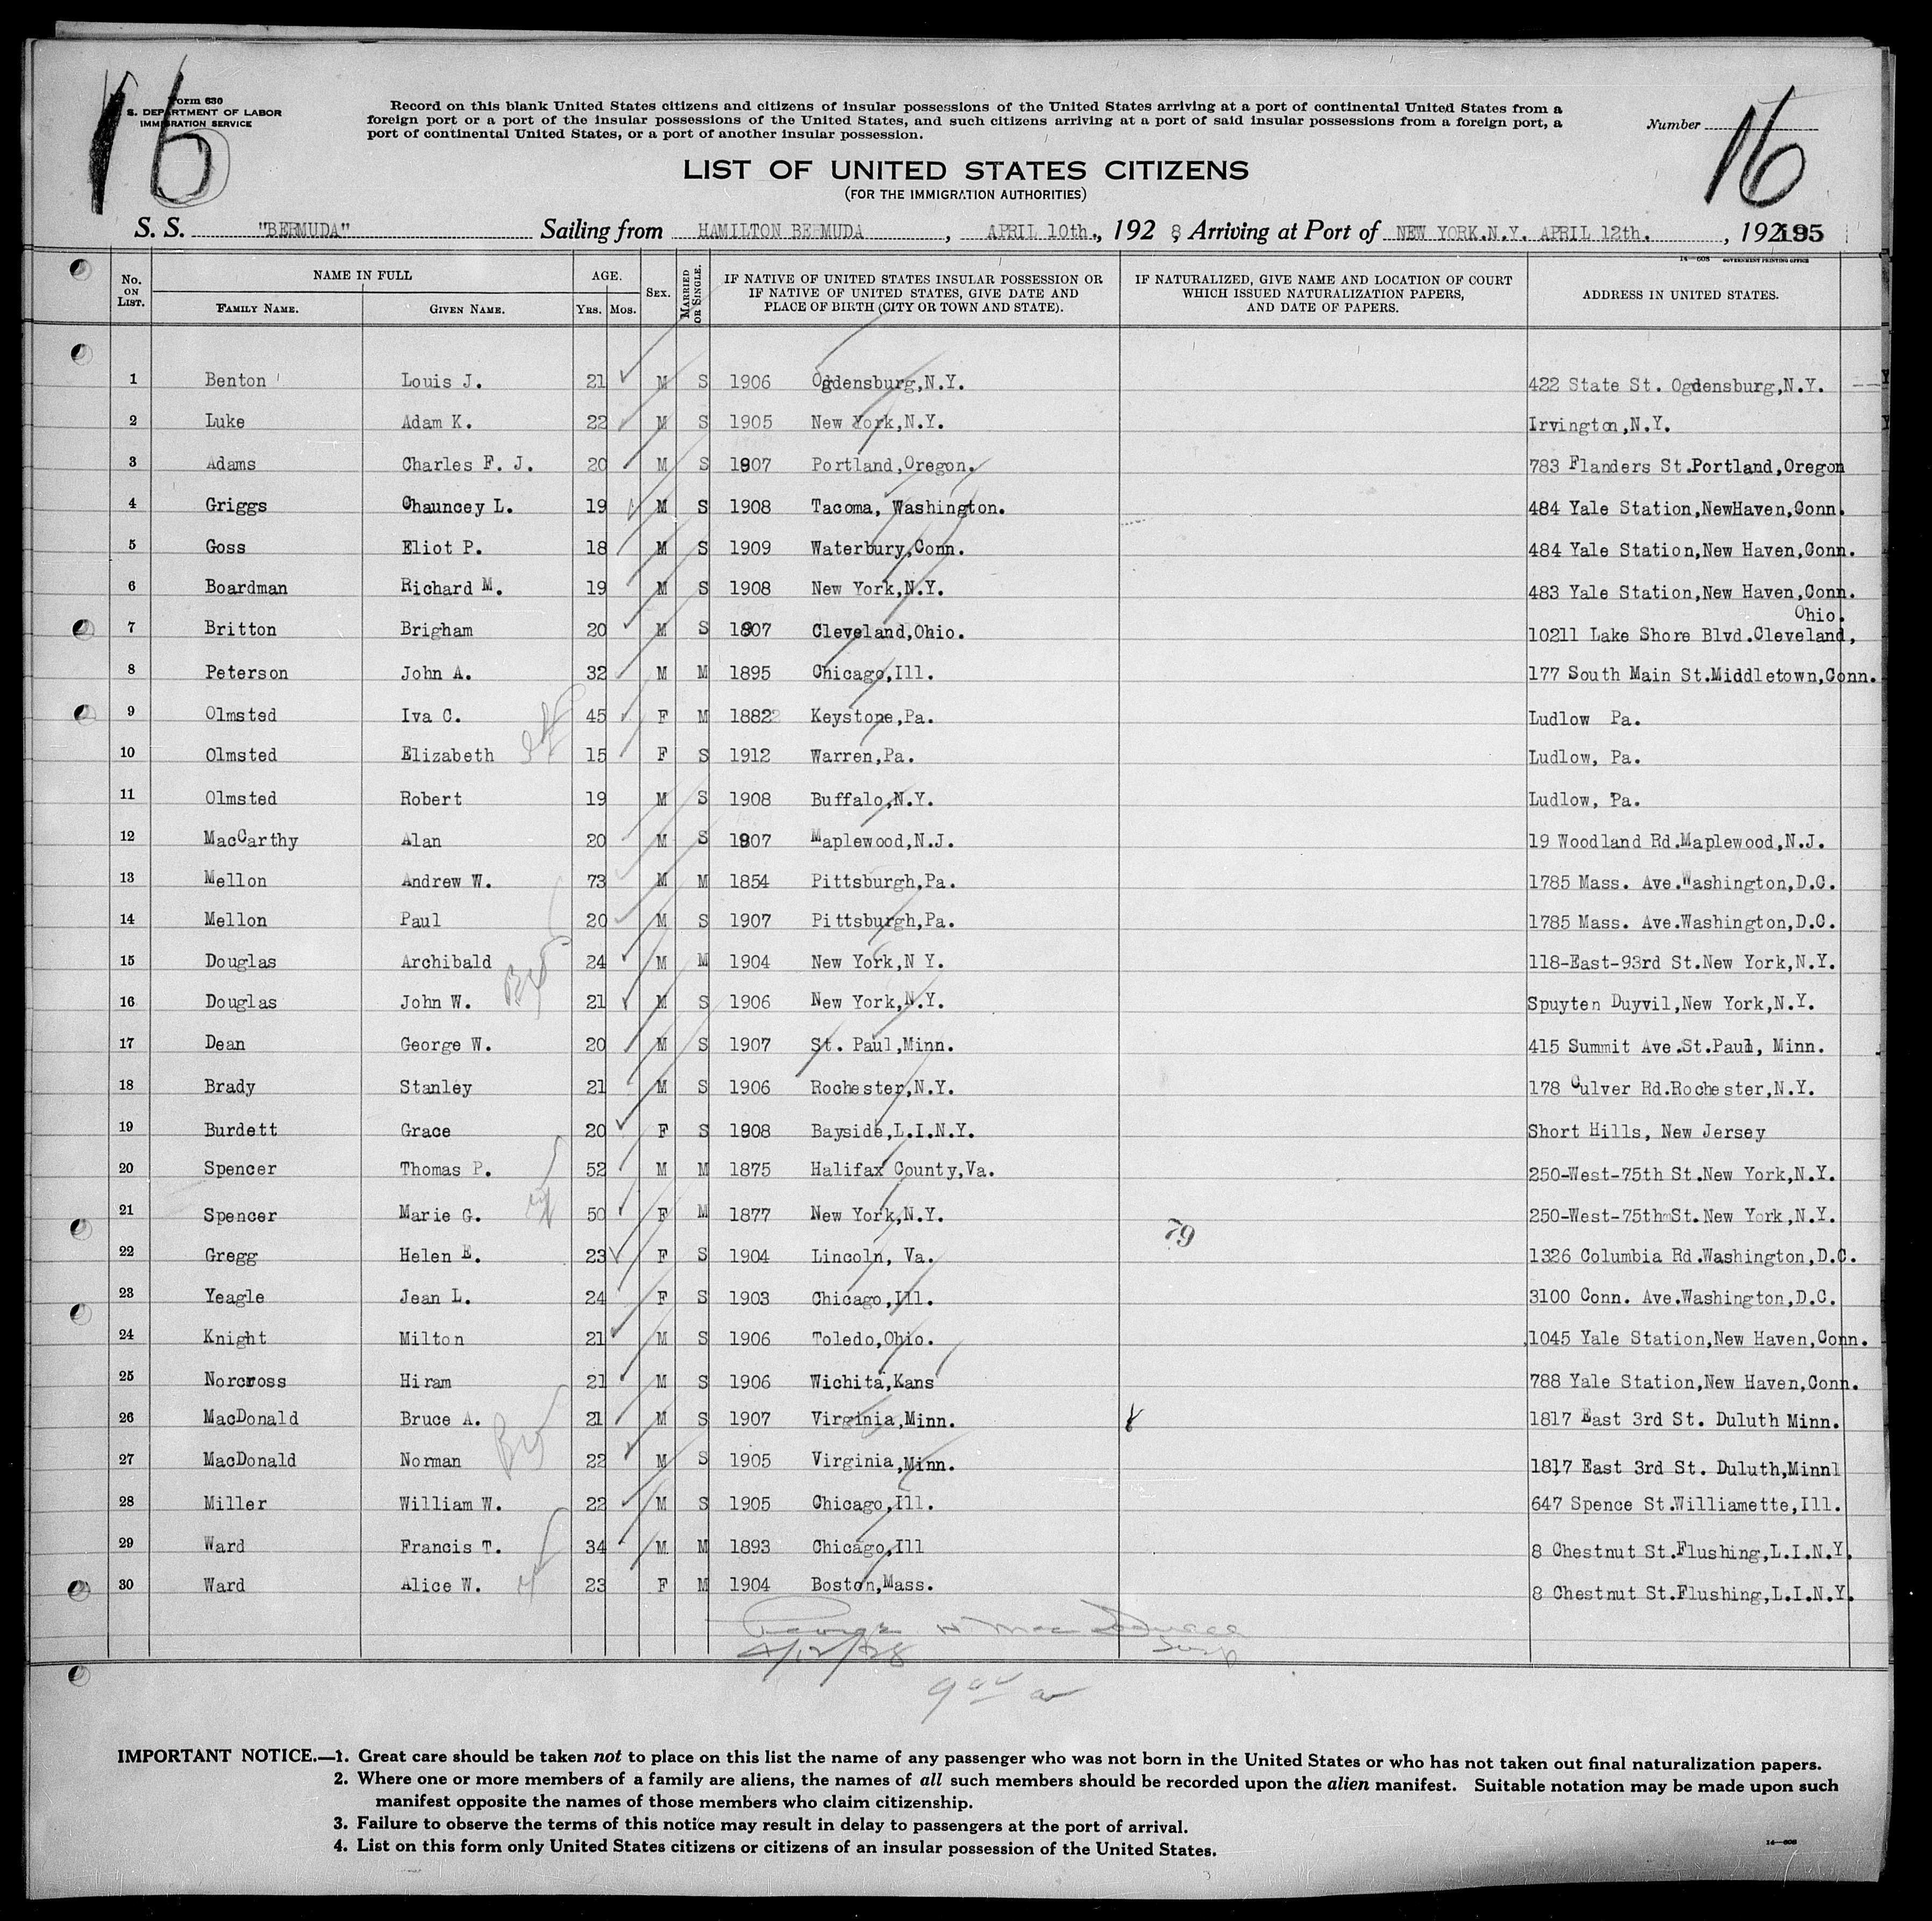 16
16
Form 630
S. DEPARTMENT OF LABOR
IMMIGRATION SERVICE
Record on this blank United States citizens and citizens of insular possessions of the United States arriving at a port of continental United States from a
foreign port or a port of the insular possessions of the United States, and such citizens arriving at a port of said insular possessions from a foreign port, a
port of continental United States, or a port of another insular possession.
Number
LIST OF UNITED STATES CITIZENS
(FOR THE IMMIGRATION AUTHORITIES)
S. S. "BERMUDA" Sailing from HAMILTON BERMUDA, APRIL 10th., 1928, Arriving at Port of NEW YORK.N.Y. APRIL 12th., 192 195
14—608 GOVERNMENT PRINTING OFFICE
No. ON LIST. NAME IN FULL FAMILY NAME. GIVEN NAME. AGE. YRS. MOS. SEX. MARRIED OR SINGLE. IF NATIVE OF UNITED STATES INSULAR POSSESSION OR IF NATIVE OF UNITED STATES, GIVE DATE AND PLACE OF BIRTH (CITY OR TOWN AND STATE). IF NATURALIZED, GIVE NAME AND LOCATION OF COURT WHICH ISSUED NATURALIZATION PAPERS, AND DATE OF PAPERS. ADDRESS IN UNITED STATES.
1 Benton Louis J. 21 M S 1906 Ogdensburg,N.Y. 422 State St. Ogdensburg,N.Y.
2 Luke Adam K. 22 M S 1905 New York,N.Y. Irvington,N.Y.
3 Adams Charles F. J. 20 M S 1907 Portland,Oregon. 783 Flanders St.Portland,Oregon
4 Griggs Chauncey L. 19 M S 1908 Tacoma, Washington. 484 Yale Station,NewHaven,Conn.
5 Goss Eliot P. 18 M S 1909 Waterbury,Conn. 484 Yale Station,New Haven,Conn.
6 Boardman Richard M. 19 M S 1908 New York,N.Y. 483 Yale Station,New Haven,Conn.
7 Britton Brigham 20 M S 1907 Cleveland,Ohio. 10211 Lake Shore Blvd.Cleveland, Ohio.
8 Peterson John A. 32 M M 1895 Chicago,Ill. 177 South Main St.Middletown,Conn.
9 Olmsted Iva C. 45 F M 1882 Keystone,Pa. Ludlow Pa.
10 Olmsted Elizabeth 15 F S 1912 Warren,Pa. Ludlow, Pa.
11 Olmsted Robert 19 M S 1908 Buffalo,N.Y. Ludlow, Pa.
12 MacCarthy Alan 20 M S 1907 Maplewood,N.J. 19 Woodland Rd.Maplewood,N.J.
13 Mellon Andrew W. 73 M M 1854 Pittsburgh,Pa. 1785 Mass. Ave.Washington,D.C.
14 Mellon Paul 20 M S 1907 Pittsburgh,Pa. 1785 Mass. Ave.Washington,D.C.
15 Douglas Archibald 24 M M 1904 New York,N Y. 118-East-93rd St.New York,N.Y.
16 Douglas John W. 21 M S 1906 New York,N.Y. Spuyten Duyvil,New York,N.Y.
17 Dean George W. 20 M S 1907 St. Paul,Minn. 415 Summit Ave.St.Paul, Minn.
18 Brady Stanley 21 M S 1906 Rochester,N.Y. 178 Culver Rd.Rochester,N.Y.
19 Burdett Grace 20 F S 1908 Bayside,L.I.N.Y. Short Hills, New Jersey
20 Spencer Thomas P. 52 M M 1875 Halifax County,Va. 250-West-75th St.New York,N.Y.
21 Spencer Marie G. 50 F M 1877 New York,N.Y. 250-West-75th St.New York,N.Y.
79
22 Gregg Helen E. 23 F S 1904 Lincoln, Va. 1326 Columbia Rd.Washington,D.C.
23 Yeagle Jean L. 24 F S 1903 Chicago,Ill. 3100 Conn. Ave.Washington,D.C.
24 Knight Milton 21 M S 1906 Toledo,Ohio. 1045 Yale Station,New Haven,Conn.
25 Norcross Hiram 21 M S 1906 Wichita,Kans 788 Yale Station,New Haven,Conn.
26 MacDonald Bruce A. 21 M S 1907 Virginia,Minn. 1817 East 3rd St. Duluth Minn.
27 MacDonald Norman 22 M S 1905 Virginia,Minn. 1817 East 3rd St. Duluth,Minnl
28 Miller William W. 22 M S 1905 Chicago,Ill. 647 Spence St.Williamette,Ill.
29 Ward Francis T. 34 M M 1893 Chicago,Ill 8 Chestnut St.Flushing,L.I.N.Y.
30 Ward Alice W. 23 F M 1904 Boston,Mass. 8 Chestnut St.Flushing,L.I.N.Y.
George
4/12/28
IMPORTANT NOTICE.—1. Great care should be taken not to place on this list the name of any passenger who was not born in the United States or who has not taken out final naturalization papers.
2. Where one or more members of a family are aliens, the names of all such members should be recorded upon the alien manifest. Suitable notation may be made upon such
manifest opposite the names of those members who claim citizenship.
3. Failure to observe the terms of this notice may result in delay to passengers at the port of arrival.
4. List on this form only United States citizens or citizens of an insular possession of the United States.
14—608